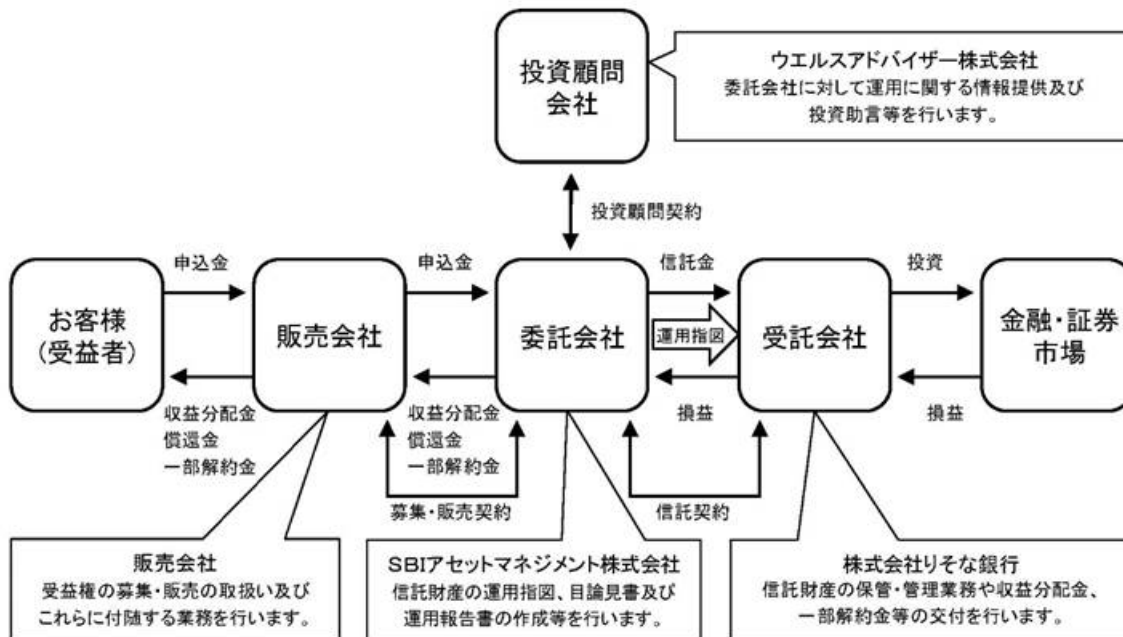 投資顧問
会社
ウエルスアドバイザー株式会社
委託会社に対して運用に関する情報提供及び
投資助言等を行います。
投資顧問契約
申込金
申込金
信託金
投資
お客様
(受益者)
販売会社
委託会社
運用指図
受託会社
金融・証券
市場
収益分配金
償還金
一部解約金
収益分配金
償還金
一部解約金
損益
損益
募集・販売契約
信託契約
販売会社
受益権の募集・販売の取扱い及び
これらに付随する業務を行います。
SBIアセットマネジメント株式会社
信託財産の運用指図、目論見書及び
運用報告書の作成等を行います。
株式会社りそな銀行
信託財産の保管・管理業務や収益分配金、
一部解約金等の交付を行います。